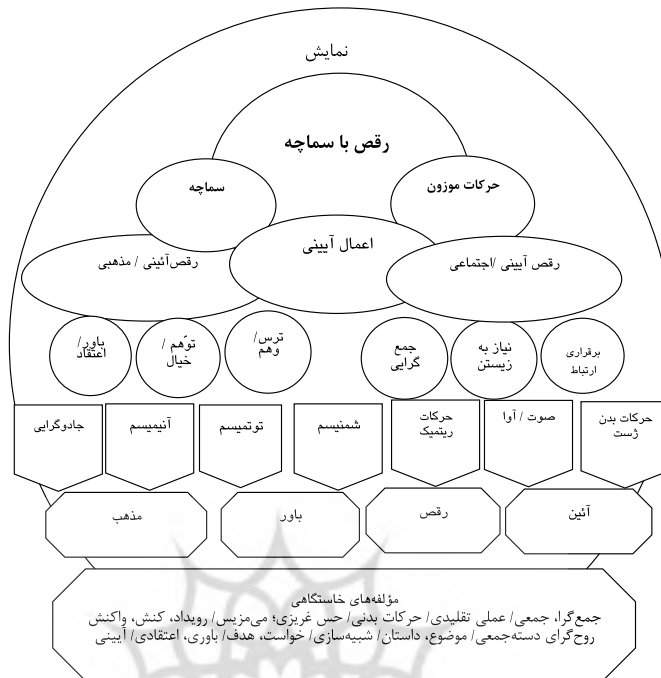 نمایش
رقص با سماچه
حرکات موزون
سماچه
اعمال آیینی
رقص آیینی /اجتماعی
رقص‌آئینی / مذهبی
برقراری
ارتباط
نیاز به
زیستن
جمع
گرایی
ترس/
وهم
توّهم /
خیال
باور/
اعتقاد
حرکات بدن
ژست
صوت / آوا
حرکات
ریتمیک
شمنیسم
توتمیسم
آنیمیسم
جادوگرایی
آئین
رقص
باور
مذهب
مؤلفه‌های خاستگاهی
جمع‌گرا، جمعی/ عملی تقلیدی/ حرکات بدنی/ حس غریزی؛ می‌مزیس/ رویداد، کنش، واکنش
روح‌گرای دسته‌جمعی/ موضوع، داستان/ شبیه‌سازی/ خواست، هدف/ باوری، اعتقادی/ آیینی